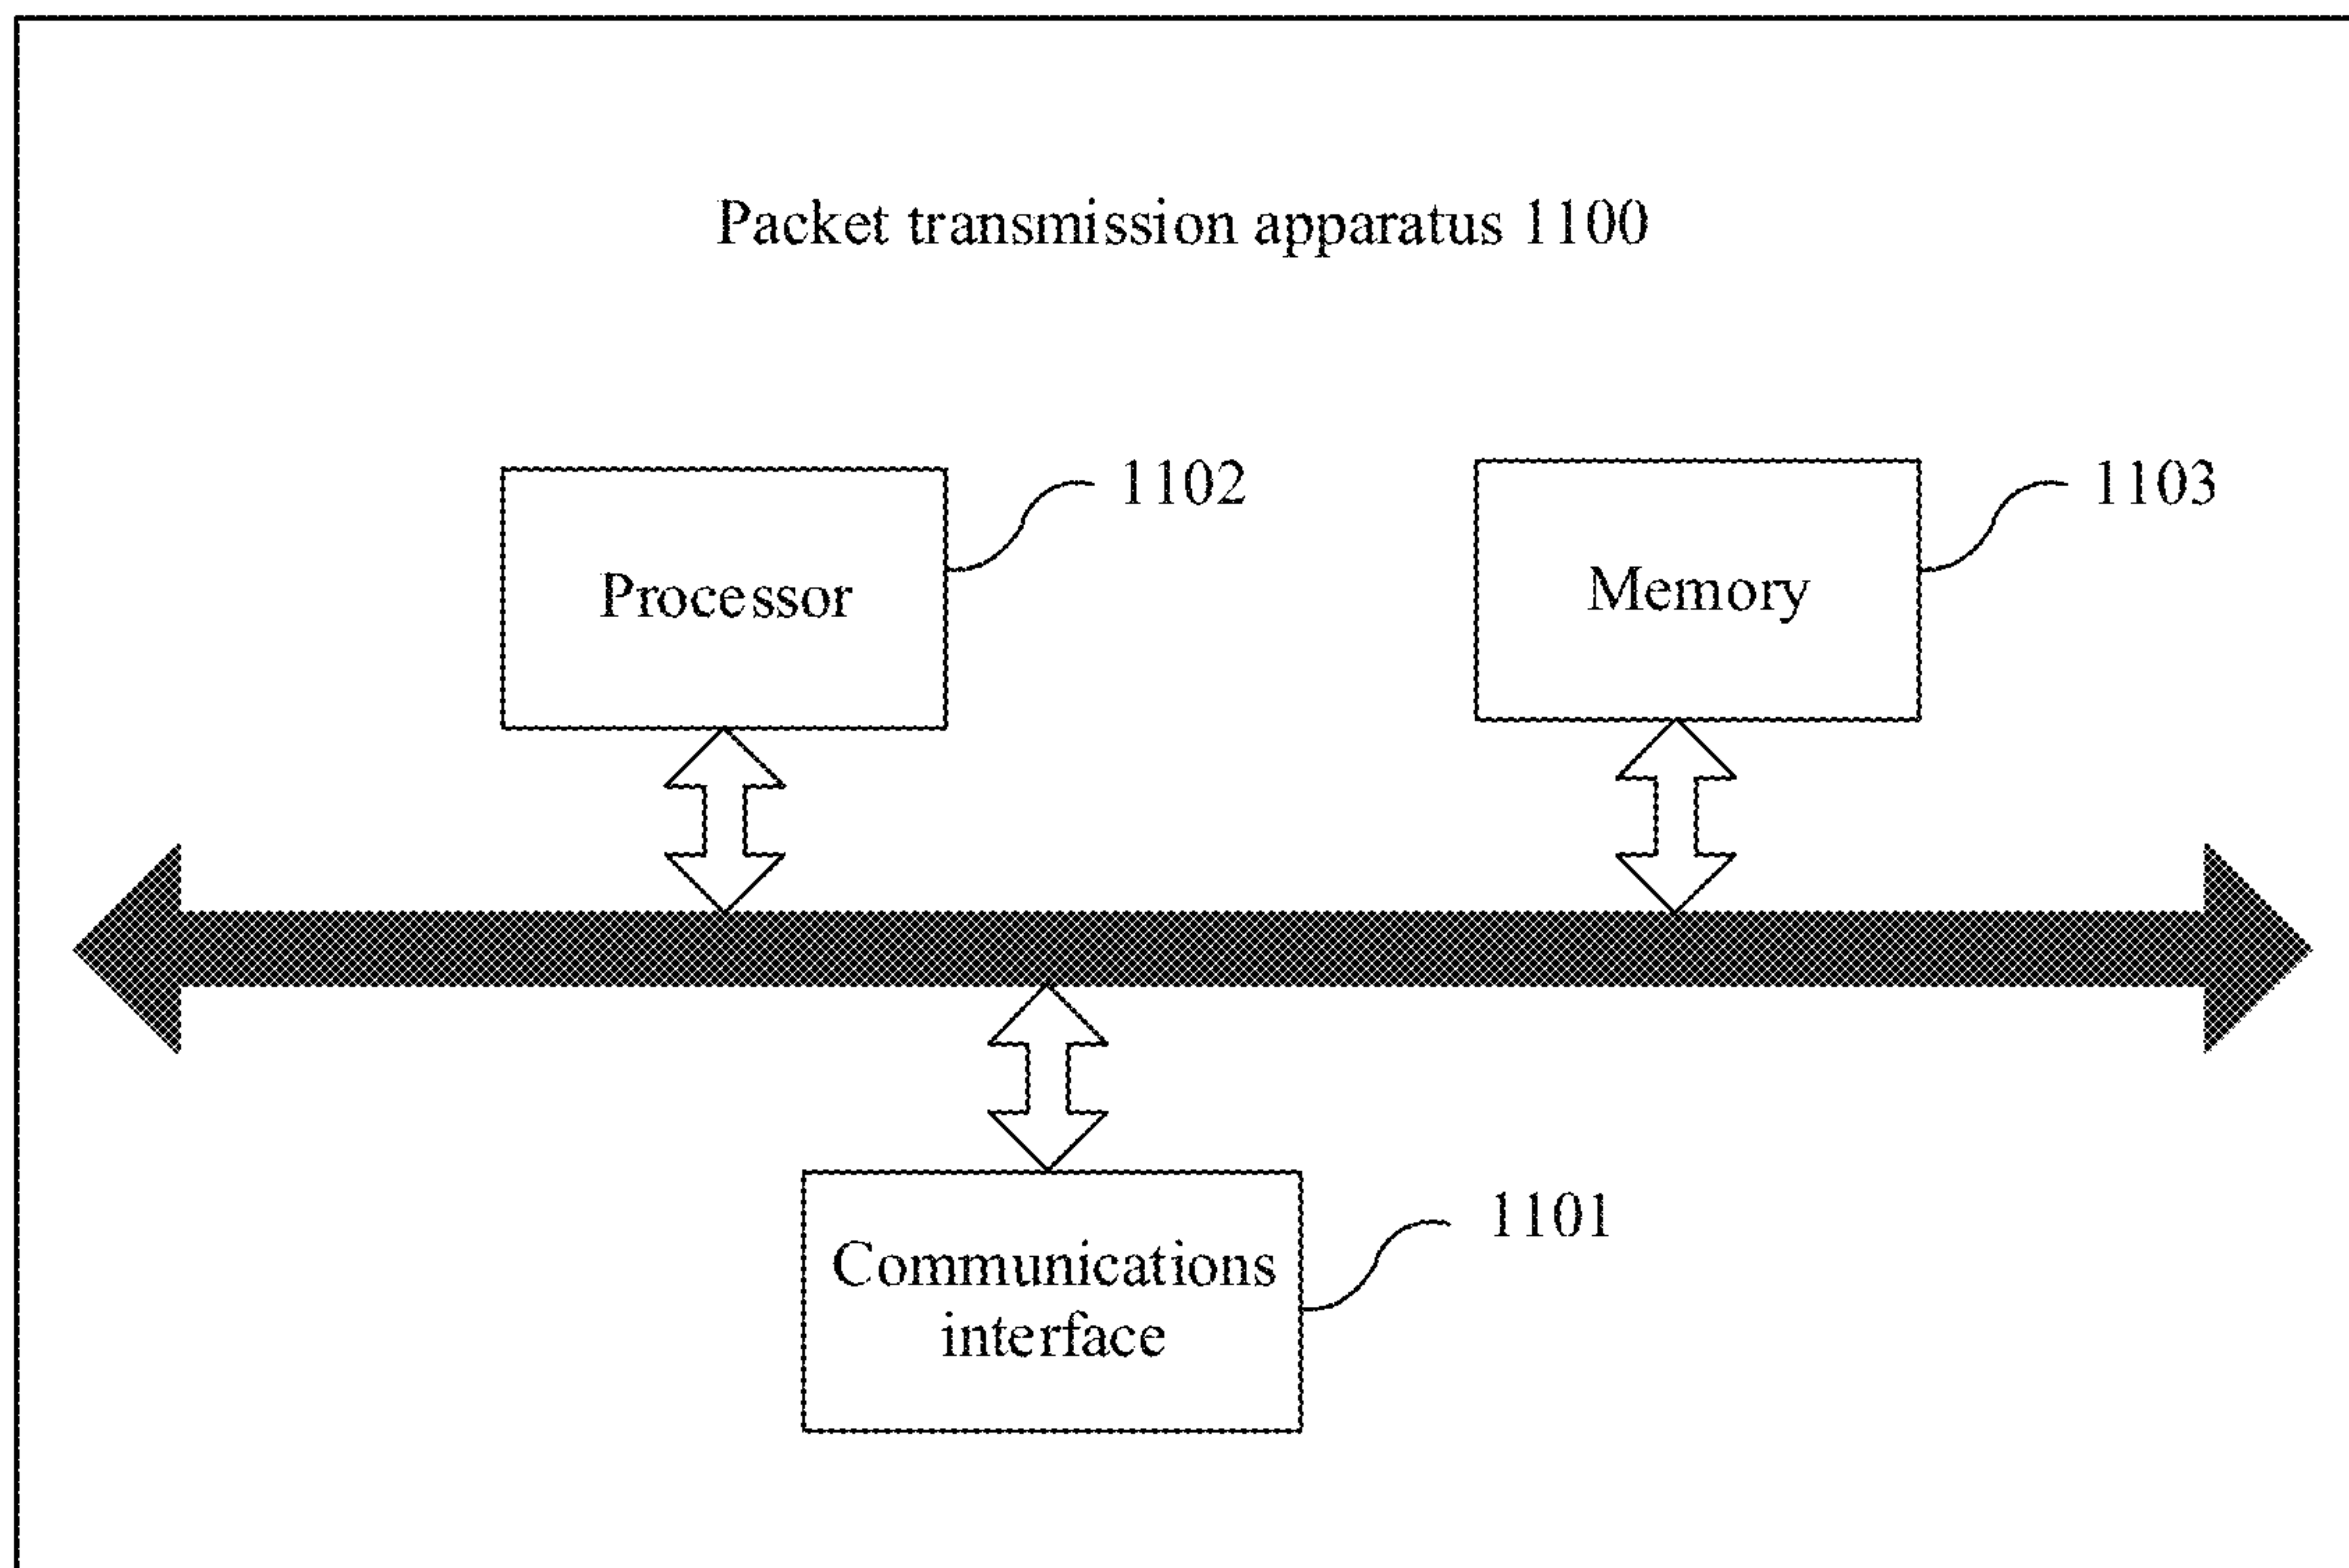 Packet transmission apparatus 1100
1102
1103
Processor
Memory
1101
Communications
interface